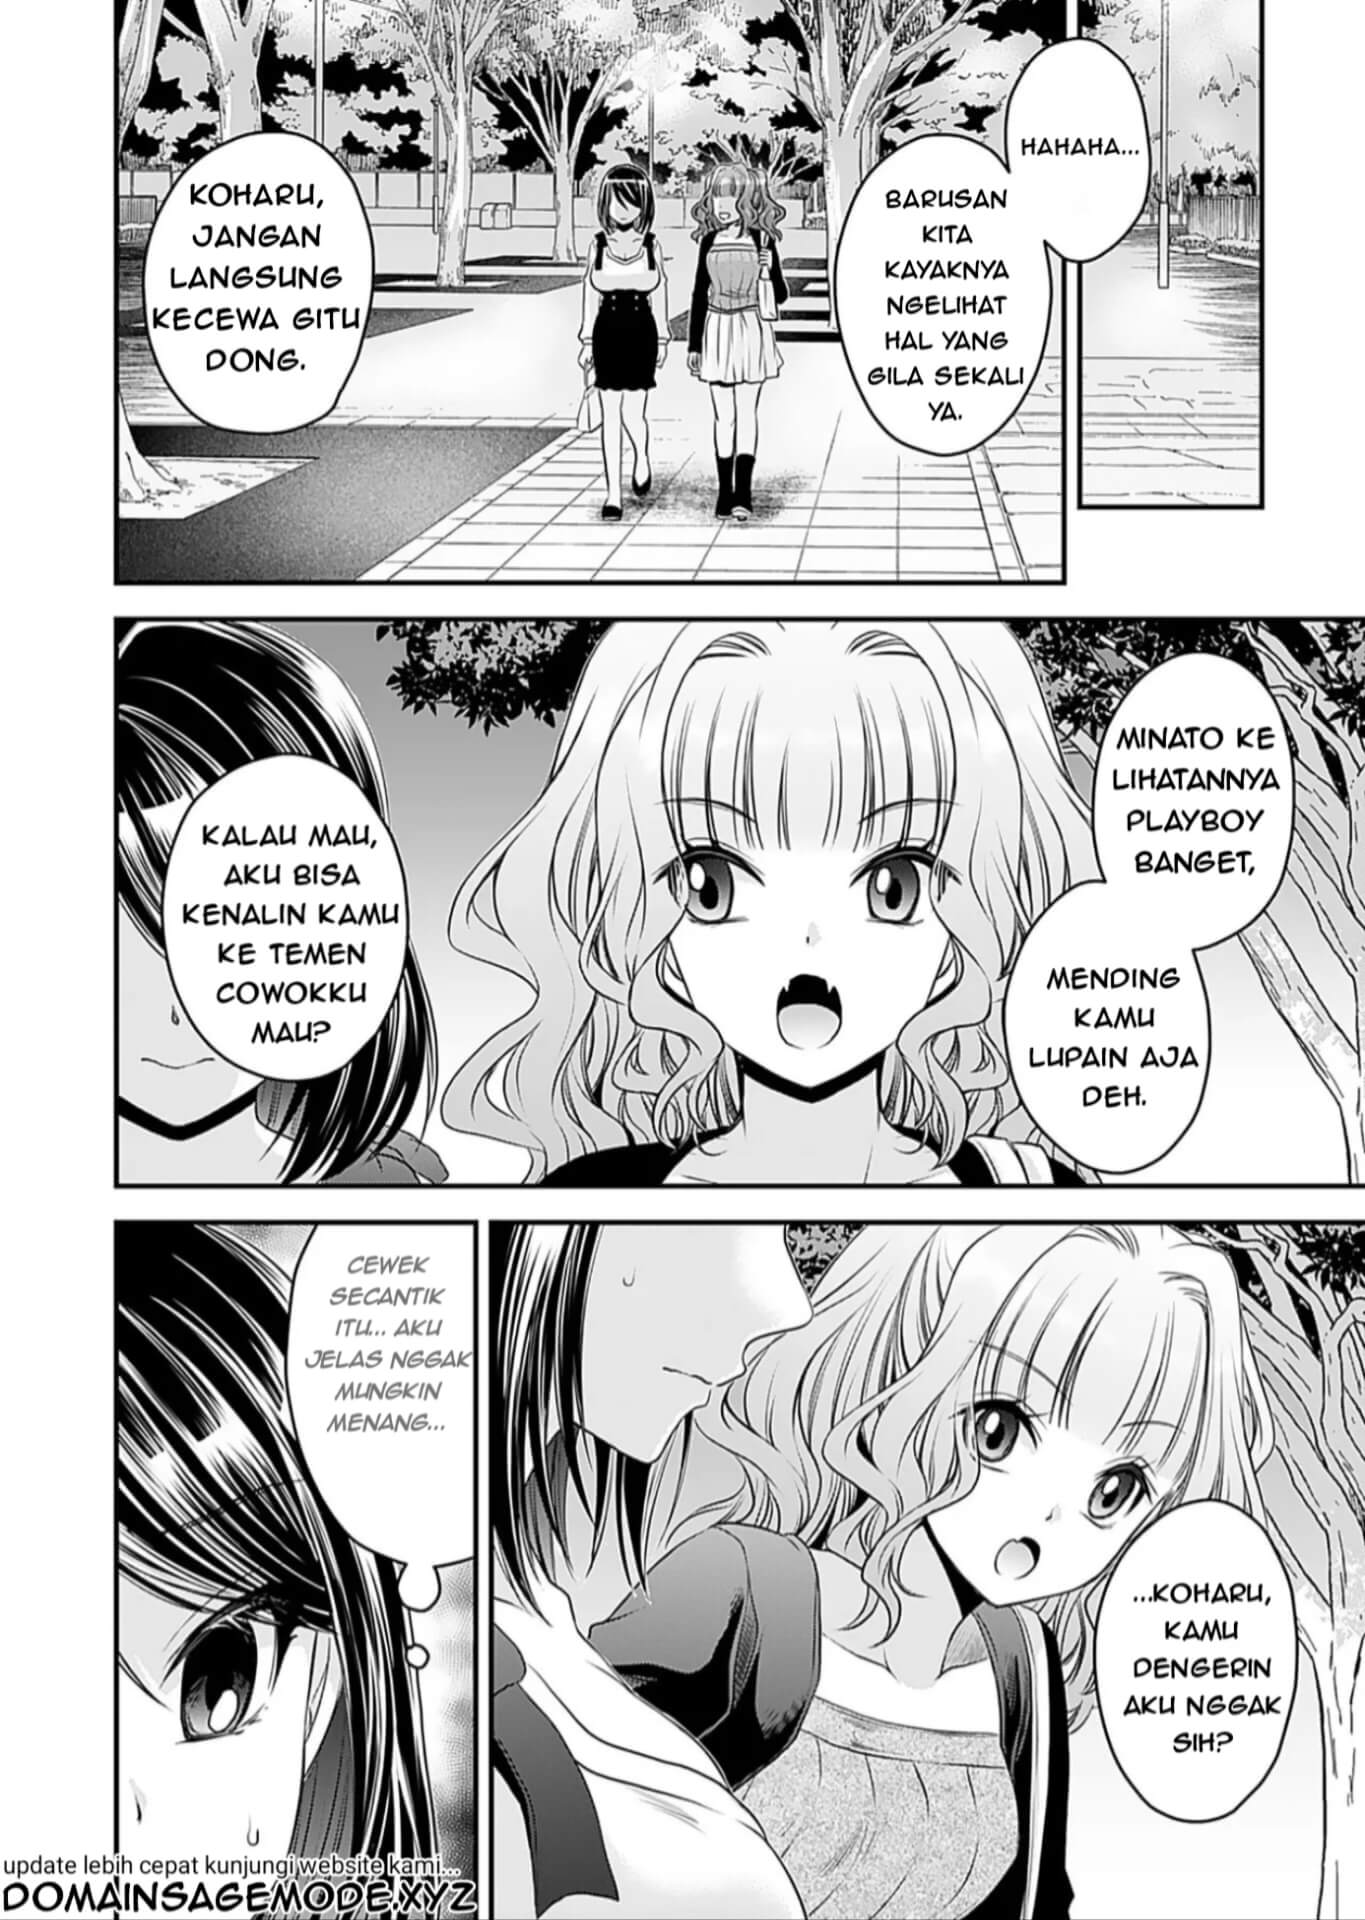 HAHAHA...
BARUSAN
KITA
KAYAKNYA
NGELIHAT
HAL YANG
GILA SEKALI
YA.
KOHARU,
JANGAN
LANGSUNG
KECEWA GITU
DONG.
MINATO KE
LIHATANNYA
PLAYBOY
BANGET,
MENDING
KAMU
LUPAIN AJA
DEH.
KALAU MAU,
AKU BISA
KENALIN KAMU
KE TEMEN
COWOKKU
MAU?
...KOHARU,
KAMU
DENGERIN
AKU NGGAK
SIH?
CEWEK
SECANTIK
ITU... AKU
JELAS NGGAK
MUNGKIN
MENANG...
update lebih cepat kunjungi website kami...
DOMAINSAGEMODE.XYZ